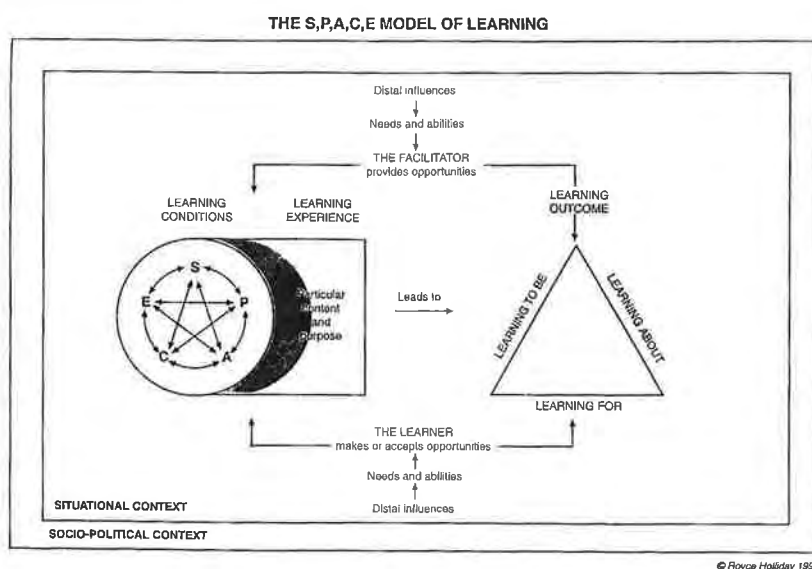 THE S,P,A,C,E MODEL OF LEARNING
Distal influences
Needs and abilities
THE FACILITATOR
provides opportunities
LEARNING
CONDITIONS
LEARNING
EXPERIENCE
LEARNING
OUTCOME
S
E
P
C
A
Particular
Content
and
Purpose
Leads to
LEARNING TO BE
LEARNING ABOUT
LEARNING FOR
THE LEARNER
makes or accepts opportunities
Needs and abilities
Distal influences
SITUATIONAL CONTEXT
SOCIO-POLITICAL CONTEXT
© Royce Holliday